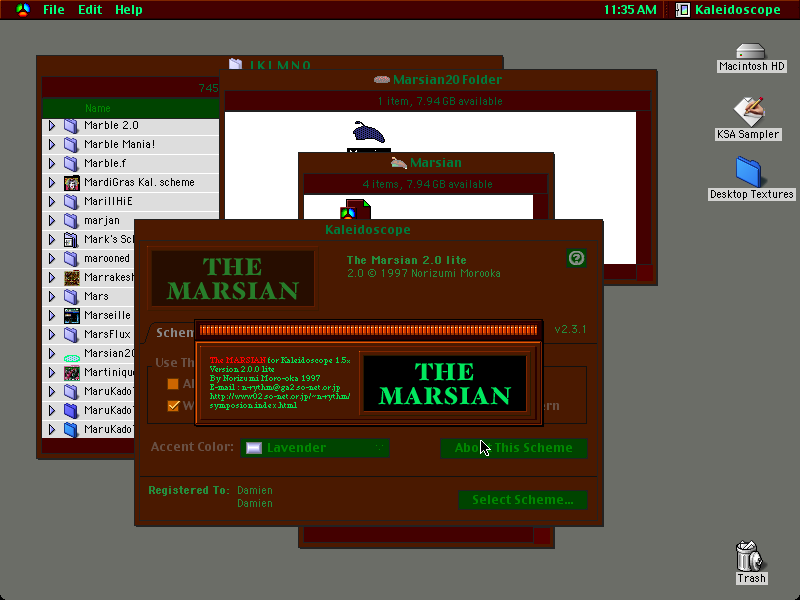 File Edit Help
11:35 AM
Kaleidoscope
Macintosh HD
KSA Sampler
Desktop Textures
Trash
745
Name
Marble 2.0
Marble Mania!
Marble.f
MardiGras Kal. scheme
MarillHiE
marjan
Mark's Sc
marooned
Marrakesh
Mars
Marseille
MarsFlux
Marsian20
Martinique
MaruKado
MaruKado
MaruKado
I K L M N O
Marsian20 Folder
1 item, 7.94 GB available
Marsian
4 items, 7.94 GB available
Kaleidoscope
THE
MARSIAN
The Marsian 2.0 lite
2.0 © 1997 Norizumi Morooka
Schem
v2.3.1
Use Th
The MARSIAN for Kaleidoscope 1.5x
Version 2.0.0 lite
By Norizumi Moro-oka 1997
E-mail : n-rythm@ga2.so-net.or.jp
http://www02.so-net.or.jp/~n-rythm/
symposion.index.html
THE
MARSIAN
Accent Color:
Lavender
About This Scheme
Registered To: Damien
Damien
Select Scheme...